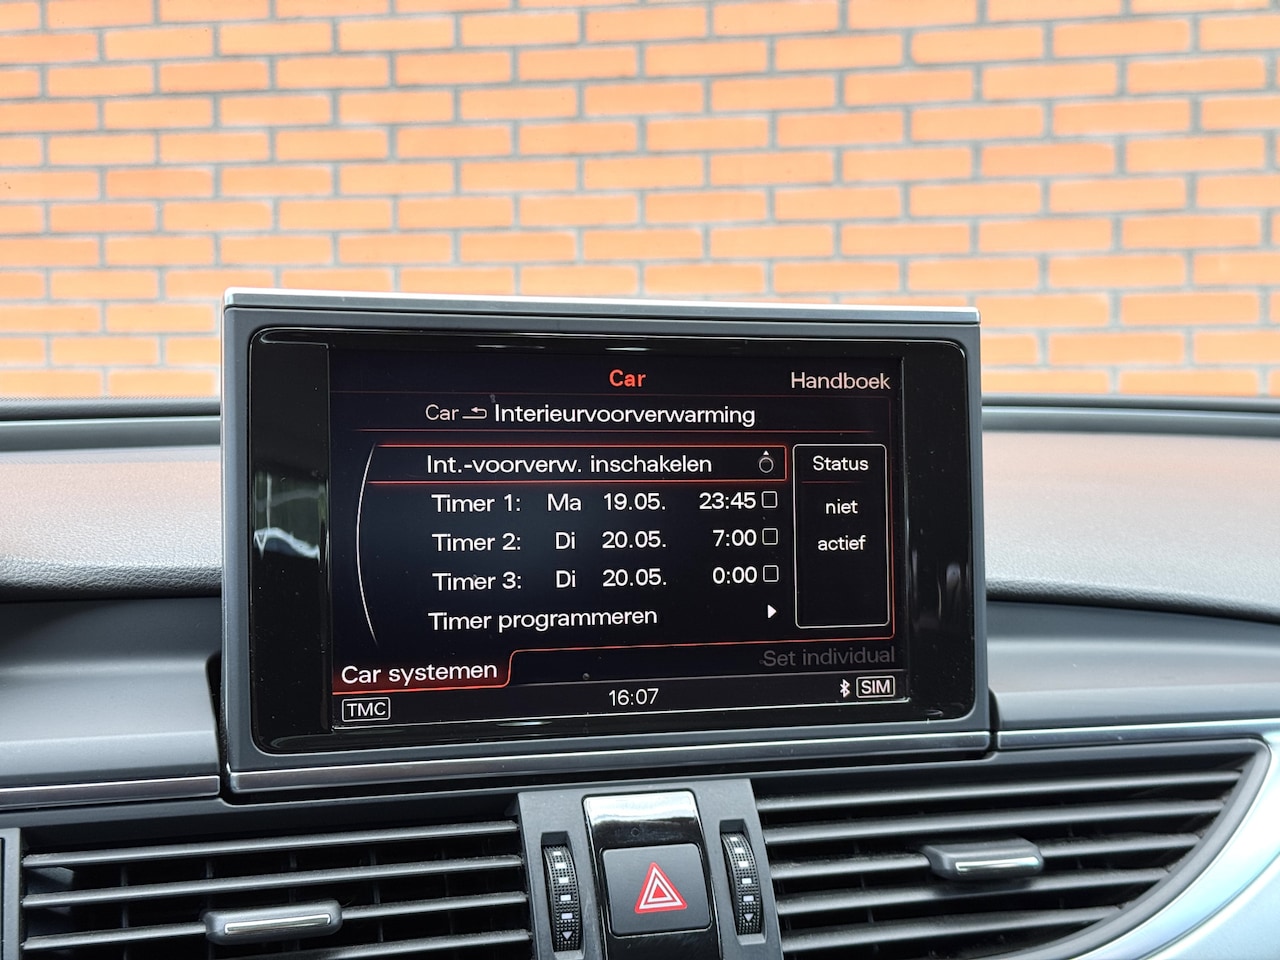 Car
Handboek
Car Interieurvoorverwarming
Int.-voorverw. inschakelen
Timer 1: Ma 19.05. 23:45
Timer 2: Di 20.05. 7:00
Timer 3: Di 20.05. 0:00
Timer programmeren
Status
niet
actief
Car systemen
Set individual
TMC
16:07
SIM